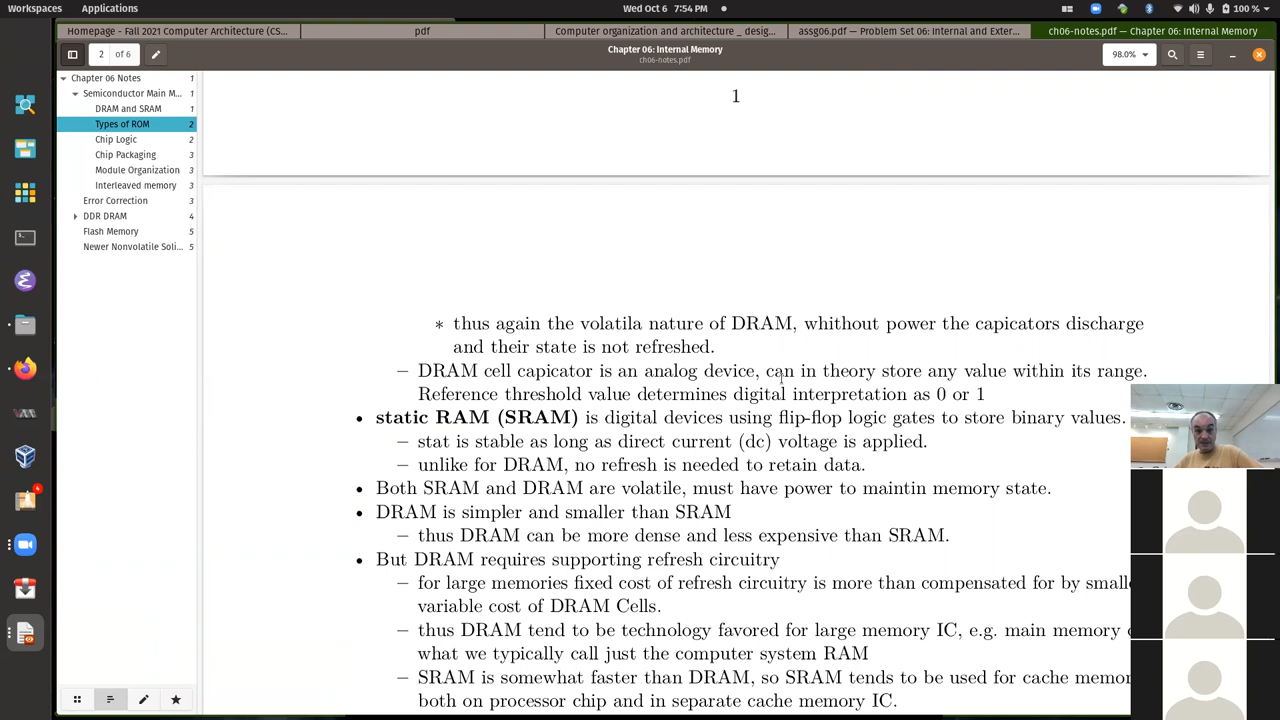 Workspaces Applications Wed Oct 6 7:54 PM 100 %
Homepage - Fall 2021 Computer Architecture (CS...
pdf
Computer organization and architecture _ desig...
assg06.pdf — Problem Set 06: Internal and Exter...
ch06-notes.pdf — Chapter 06: Internal Memory
2 of 6
Chapter 06: Internal Memory
ch06-notes.pdf
98.0%
Chapter 06 Notes 1
Semiconductor Main M... 1
DRAM and SRAM 1
Types of ROM 2
Chip Logic 2
Chip Packaging 3
Module Organization 3
Interleaved memory 3
Error Correction 3
DDR DRAM 4
Flash Memory 5
Newer Nonvolatile Soli... 5
1
* thus again the volatila nature of DRAM, whithout power the capicators discharge
and their state is not refreshed.
– DRAM cell capicator is an analog device, can in theory store any value within its range.
Reference threshold value determines digital interpretation as 0 or 1
• static RAM (SRAM) is digital devices using flip-flop logic gates to store binary values.
– stat is stable as long as direct current (dc) voltage is applied.
– unlike for DRAM, no refresh is needed to retain data.
• Both SRAM and DRAM are volatile, must have power to maintin memory state.
• DRAM is simpler and smaller than SRAM
– thus DRAM can be more dense and less expensive than SRAM.
• But DRAM requires supporting refresh circuitry
– for large memories fixed cost of refresh circuitry is more than compensated for by small
variable cost of DRAM Cells.
– thus DRAM tend to be technology favored for large memory IC, e.g. main memory
what we typically call just the computer system RAM
– SRAM is somewhat faster than DRAM, so SRAM tends to be used for cache memor
both on processor chip and in separate cache memory IC.
4